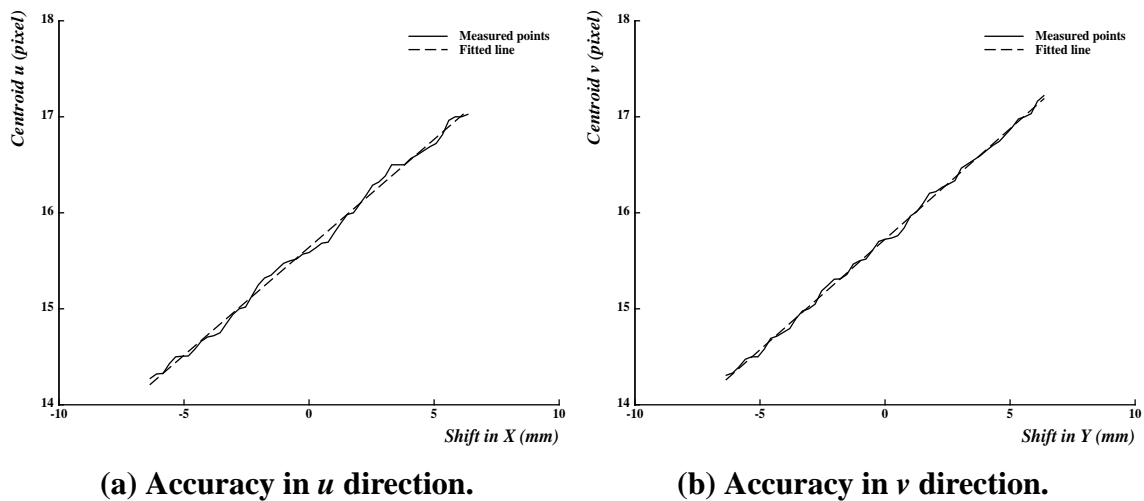 Centroid u (pixel)
18
17
16
15
14
Measured points
Fitted line
-10
-5
0
5
10
Shift in X (mm)
(a) Accuracy in u direction.
Centroid v (pixel)
18
17
16
15
14
Measured points
Fitted line
-10
-5
0
5
10
Shift in Y (mm)
(b) Accuracy in v direction.